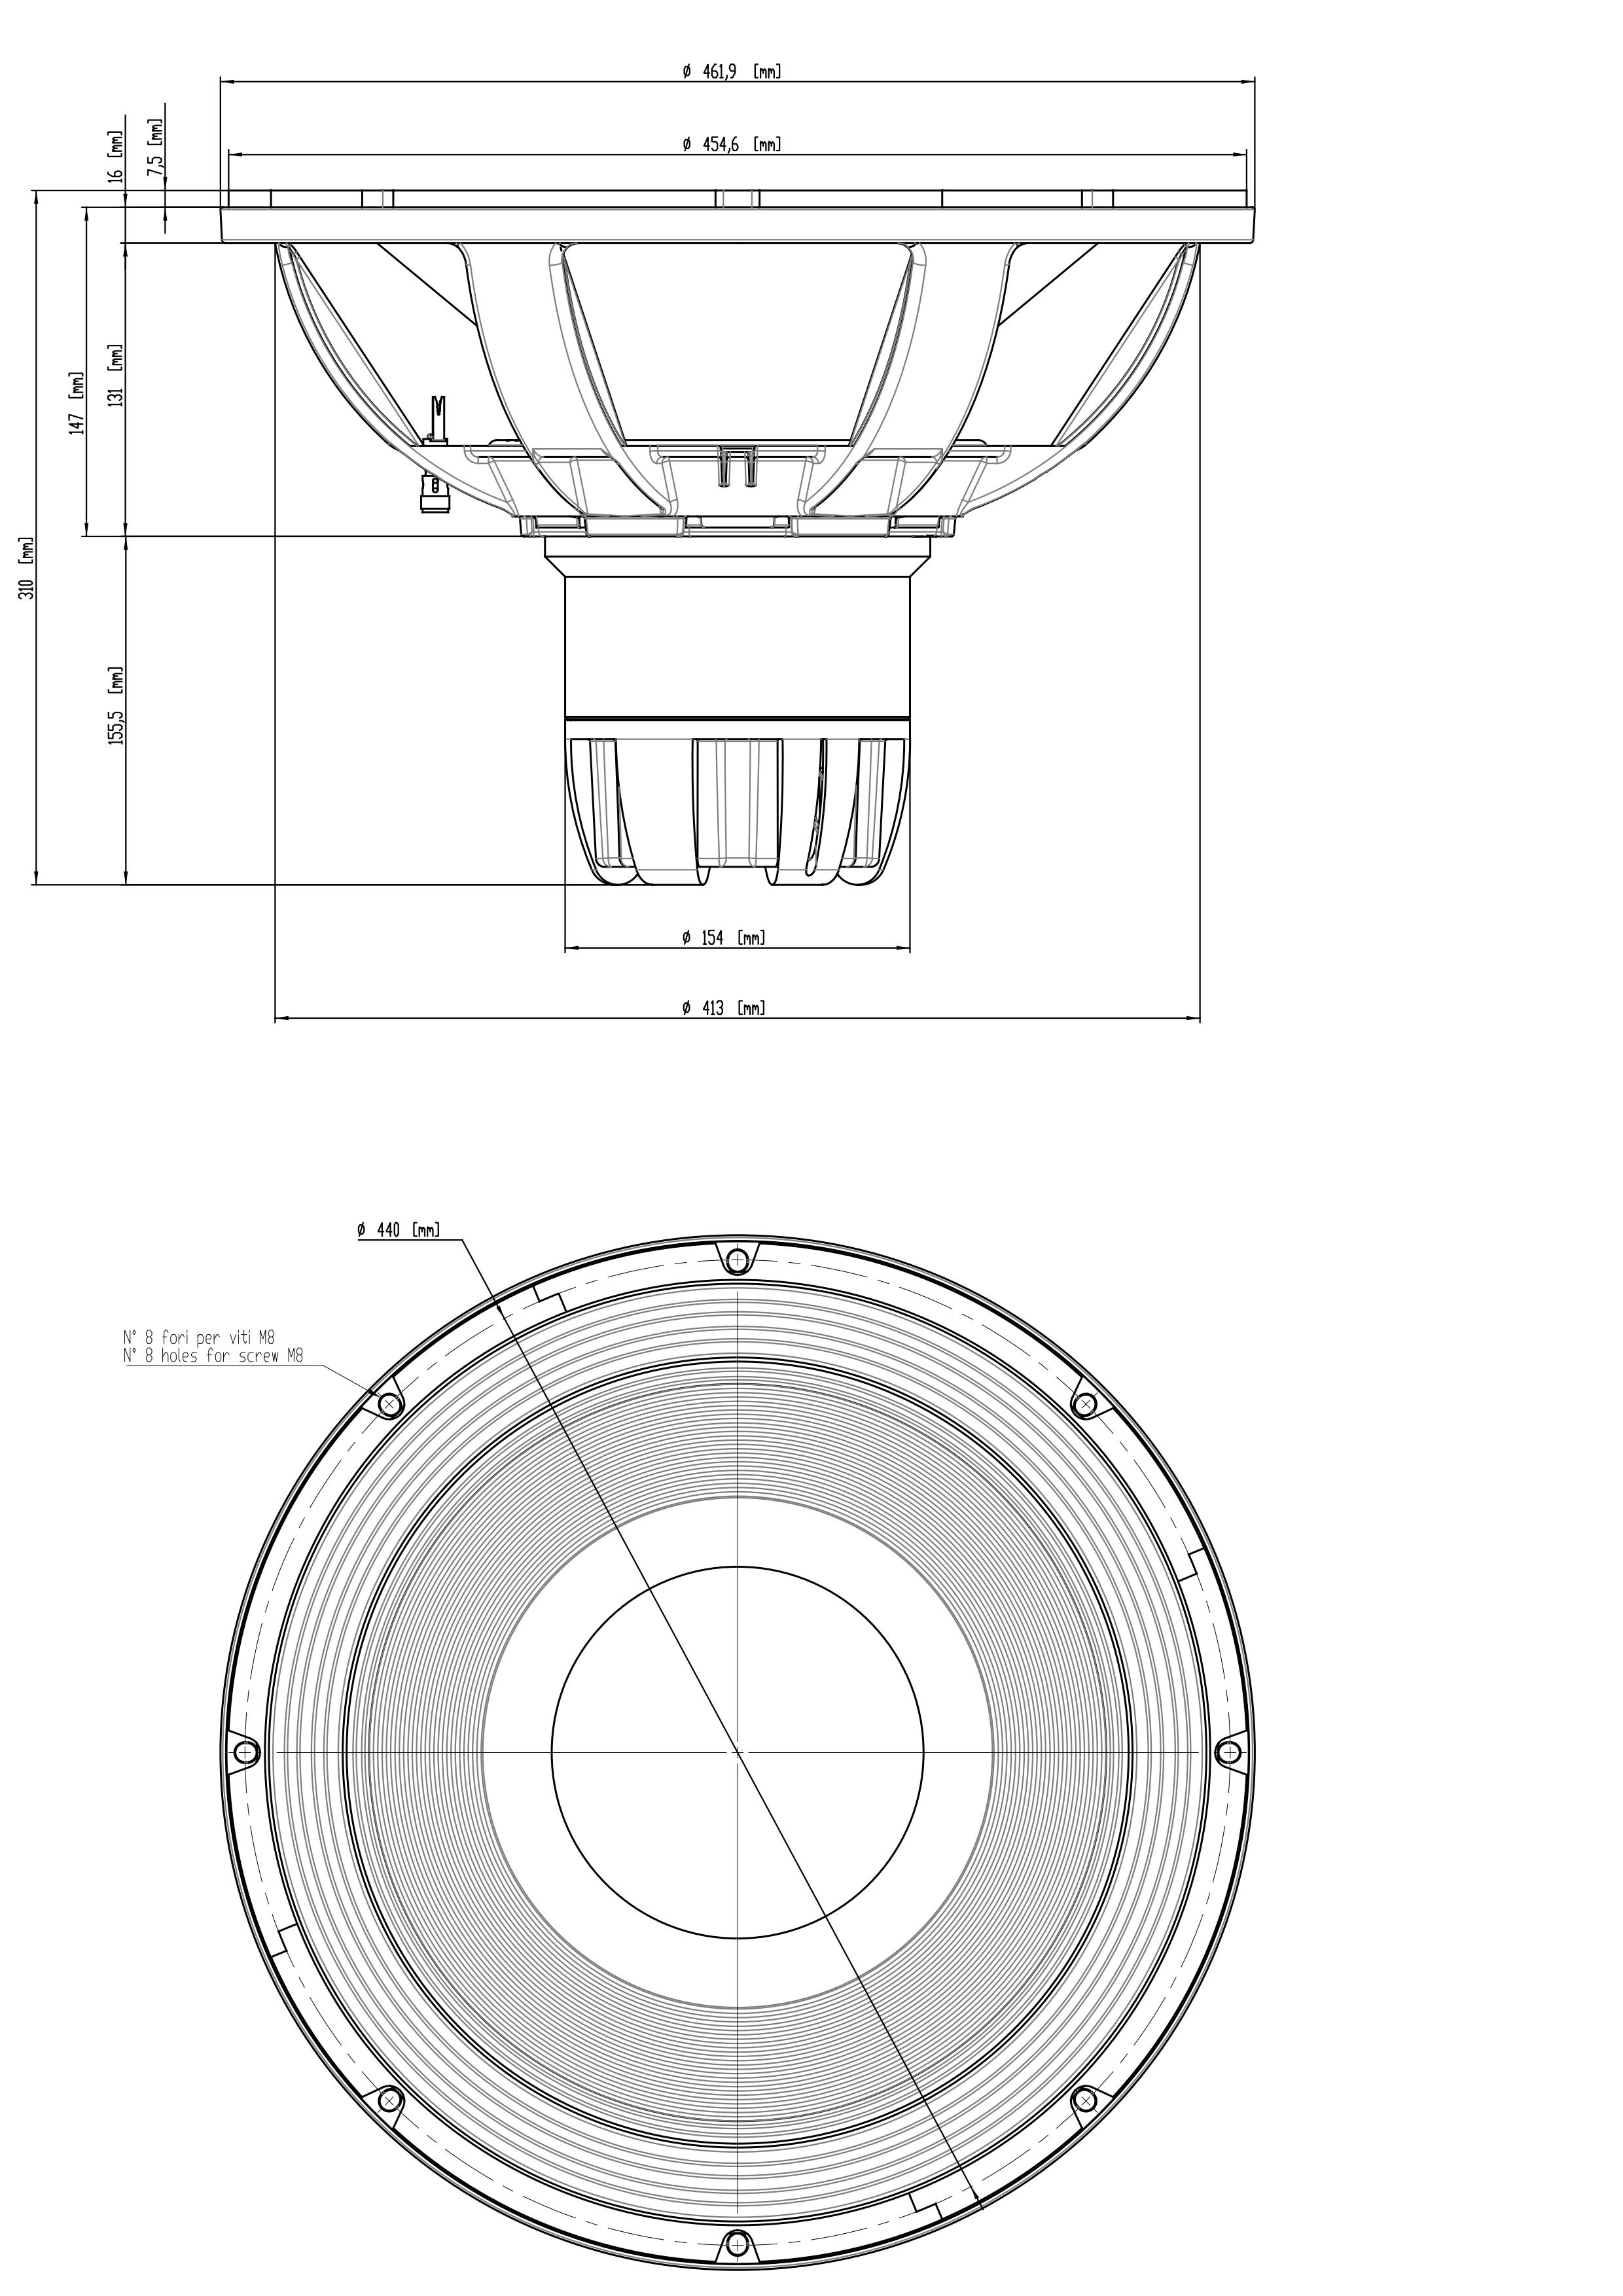 ϕ 461,9 [mm]
ϕ 454,6 [mm]
16 [mm]
7,5 [mm]
147 [mm]
131 [mm]
310 [mm]
155,5 [mm]
ϕ 154 [mm]
ϕ 413 [mm]
ϕ 440 [mm]
N° 8 fori per viti M8
N° 8 holes for screw M8